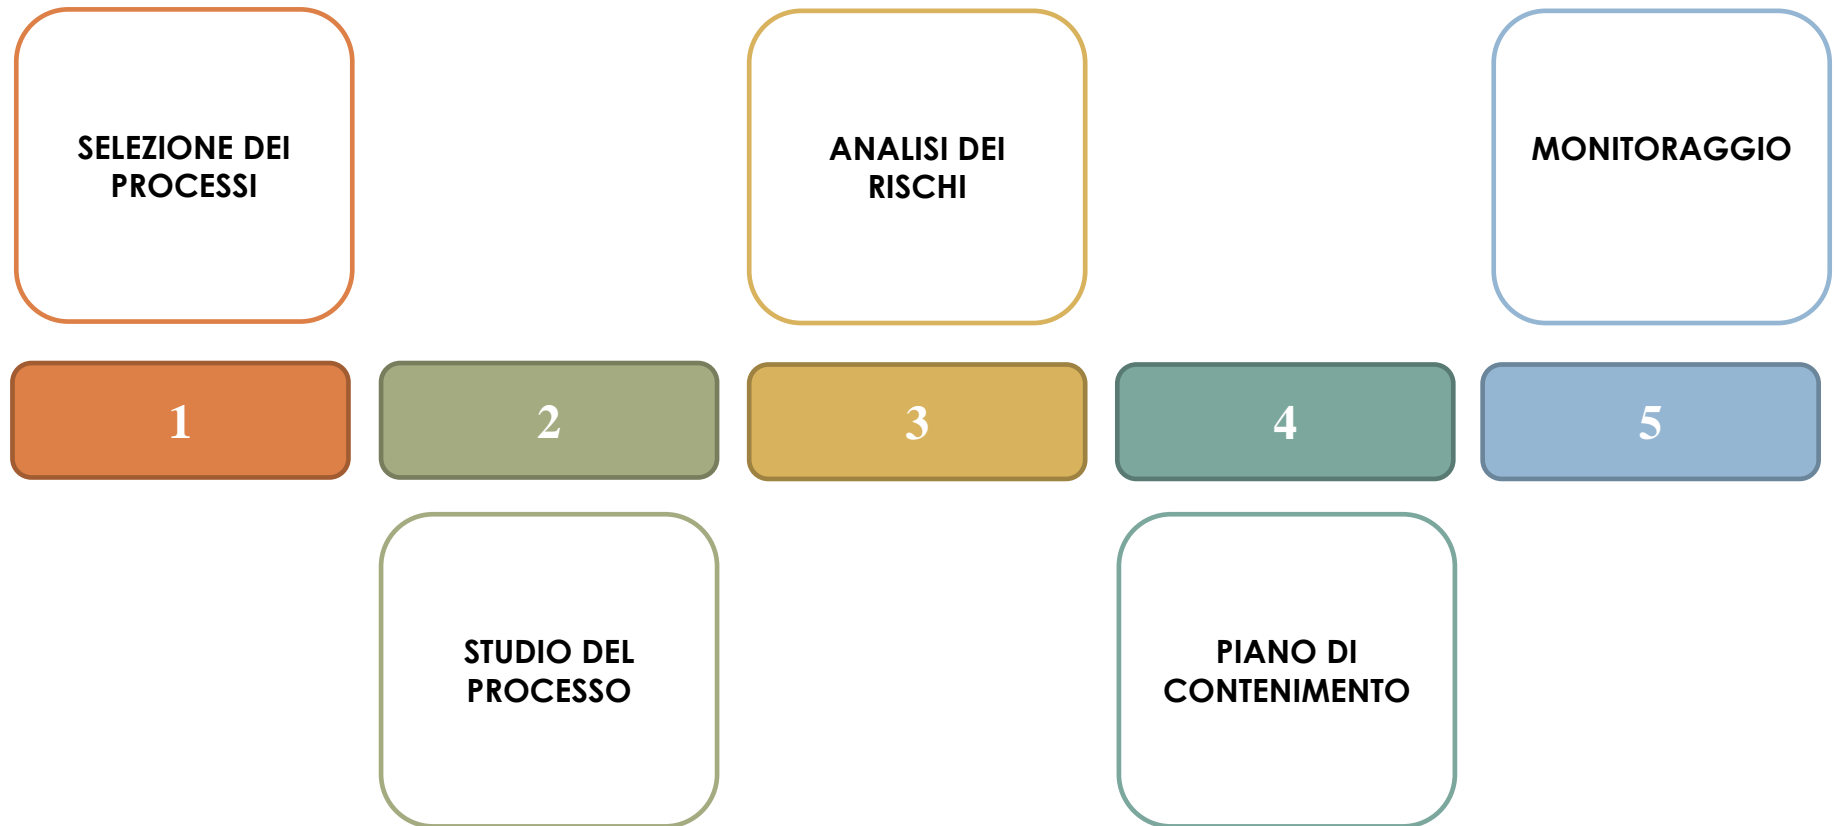 SELEZIONE DEI
PROCESSI
ANALISI DEI
RISCHI
MONITORAGGIO
1
2
3
4
5
STUDIO DEL
PROCESSO
PIANO DI
CONTENIMENTO